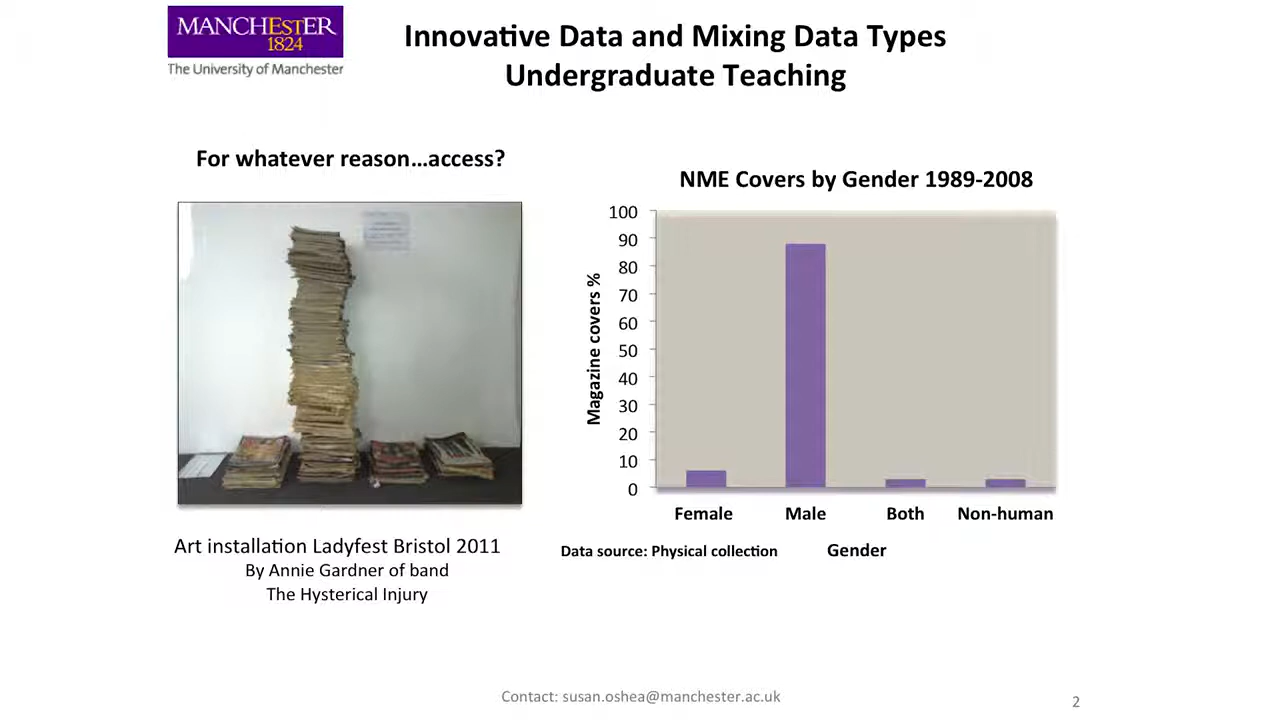 MANCHESTER
1824
The University of Manchester
Innovative Data and Mixing Data Types
Undergraduate Teaching
For whatever reason...access?
Art installation Ladyfest Bristol 2011
By Annie Gardner of band
The Hysterical Injury
NME Covers by Gender 1989-2008
Magazine covers %
100
90
80
70
60
50
40
30
20
10
0
Female Male Both Non-human
Data source: Physical collection Gender
Contact: susan.oshea@manchester.ac.uk
2